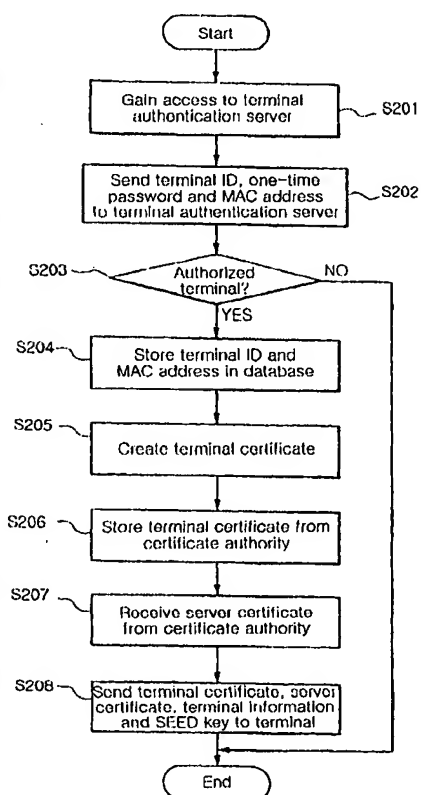 Start
Gain access to terminal
authentication server
S201
Send terminal ID, one-time
password and MAC address
to terminal authentication server
S202
S203
Authorized
terminal?
NO
YES
S204
Store terminal ID and
MAC address in database
S205
Create terminal certificate
S206
Store terminal certificate from
certificate authority
S207
Receive server certificate
from certificate authority
S208
Send terminal certificate, server
certificate, terminal information
and SEED key to terminal
End